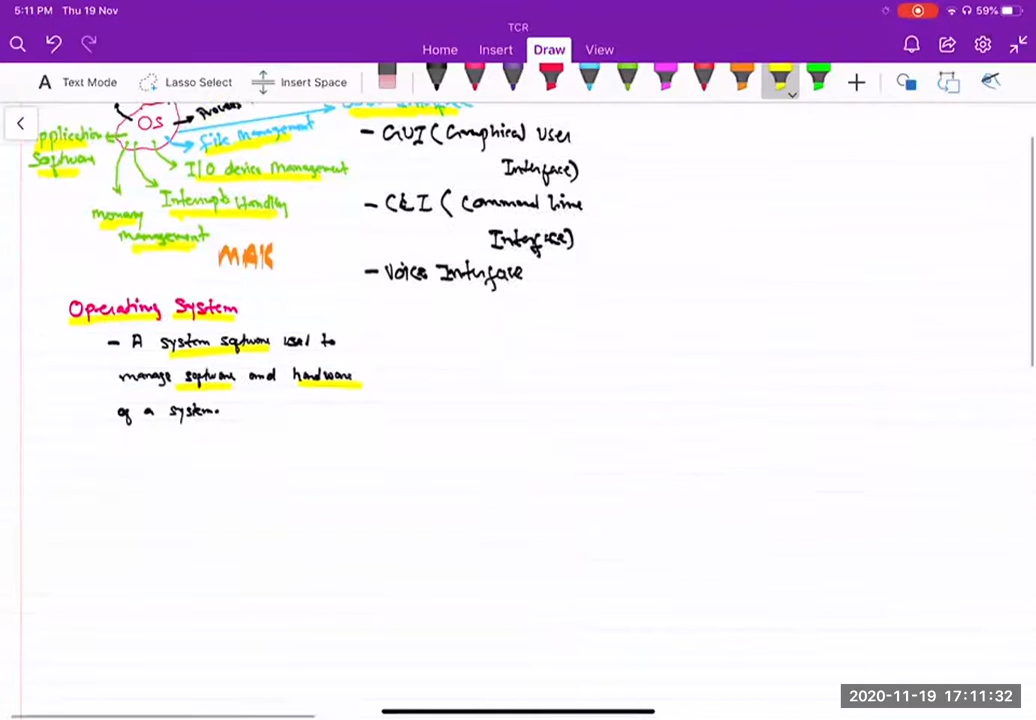 5:11 PM Thu 19 Nov
59%
TCR
Home Insert Draw View
A Text Mode Lasso Select Insert Space
OS
Process
File Management
Application
Software
I/O device Management
Interrupt Handling
memory
management
MAK
- GUI (Graphical User
Interface)
- CLI (Command line
Interface)
- Voice Interface
Operating System
- A system software used to
manage software and hardware
of a system.
2020-11-19 17:11:32